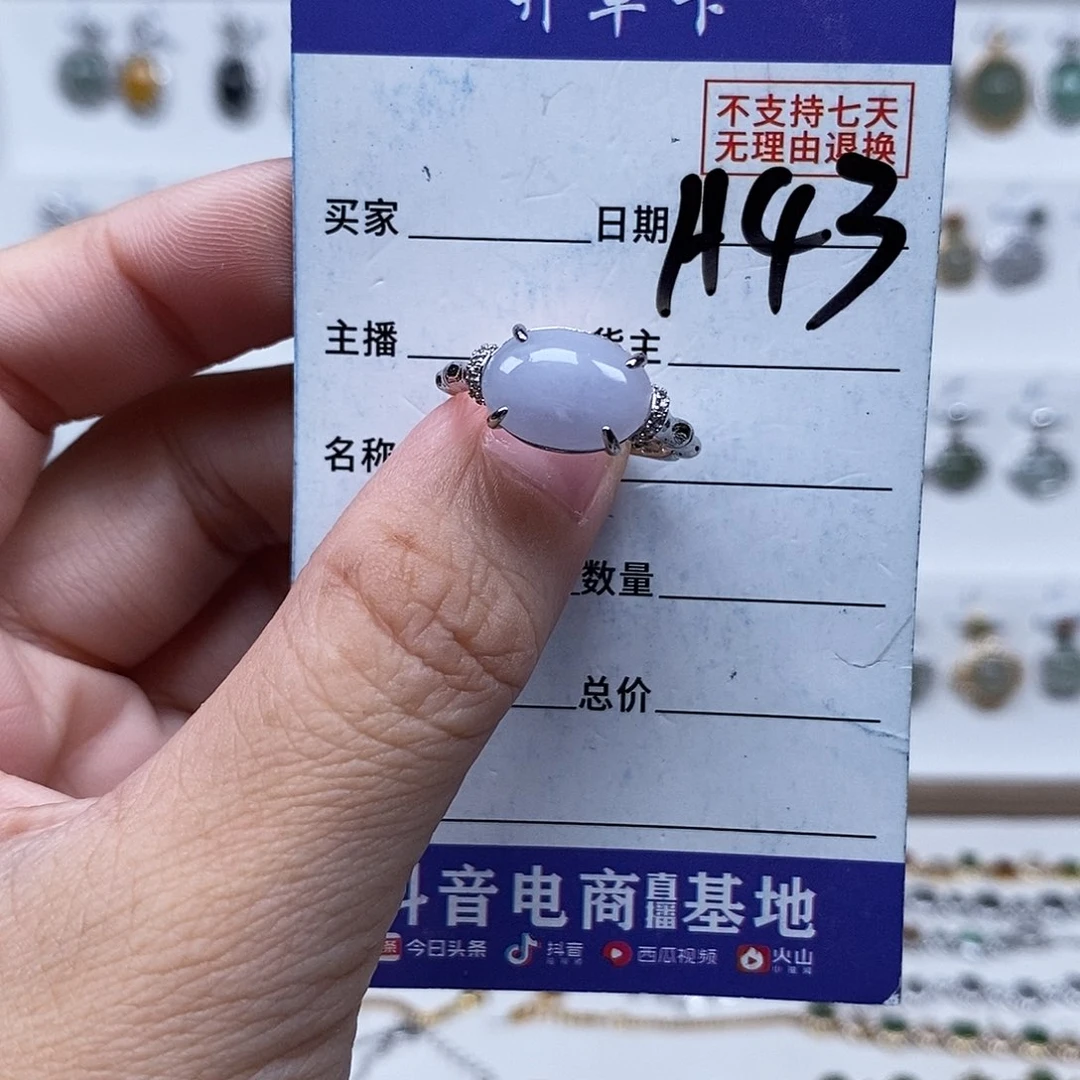 不支持七天
无理由退换
买家 日期 A43
主播 货主
名称
数量
总价
抖音电商直播基地
今日头条 抖音 西瓜视频 火山